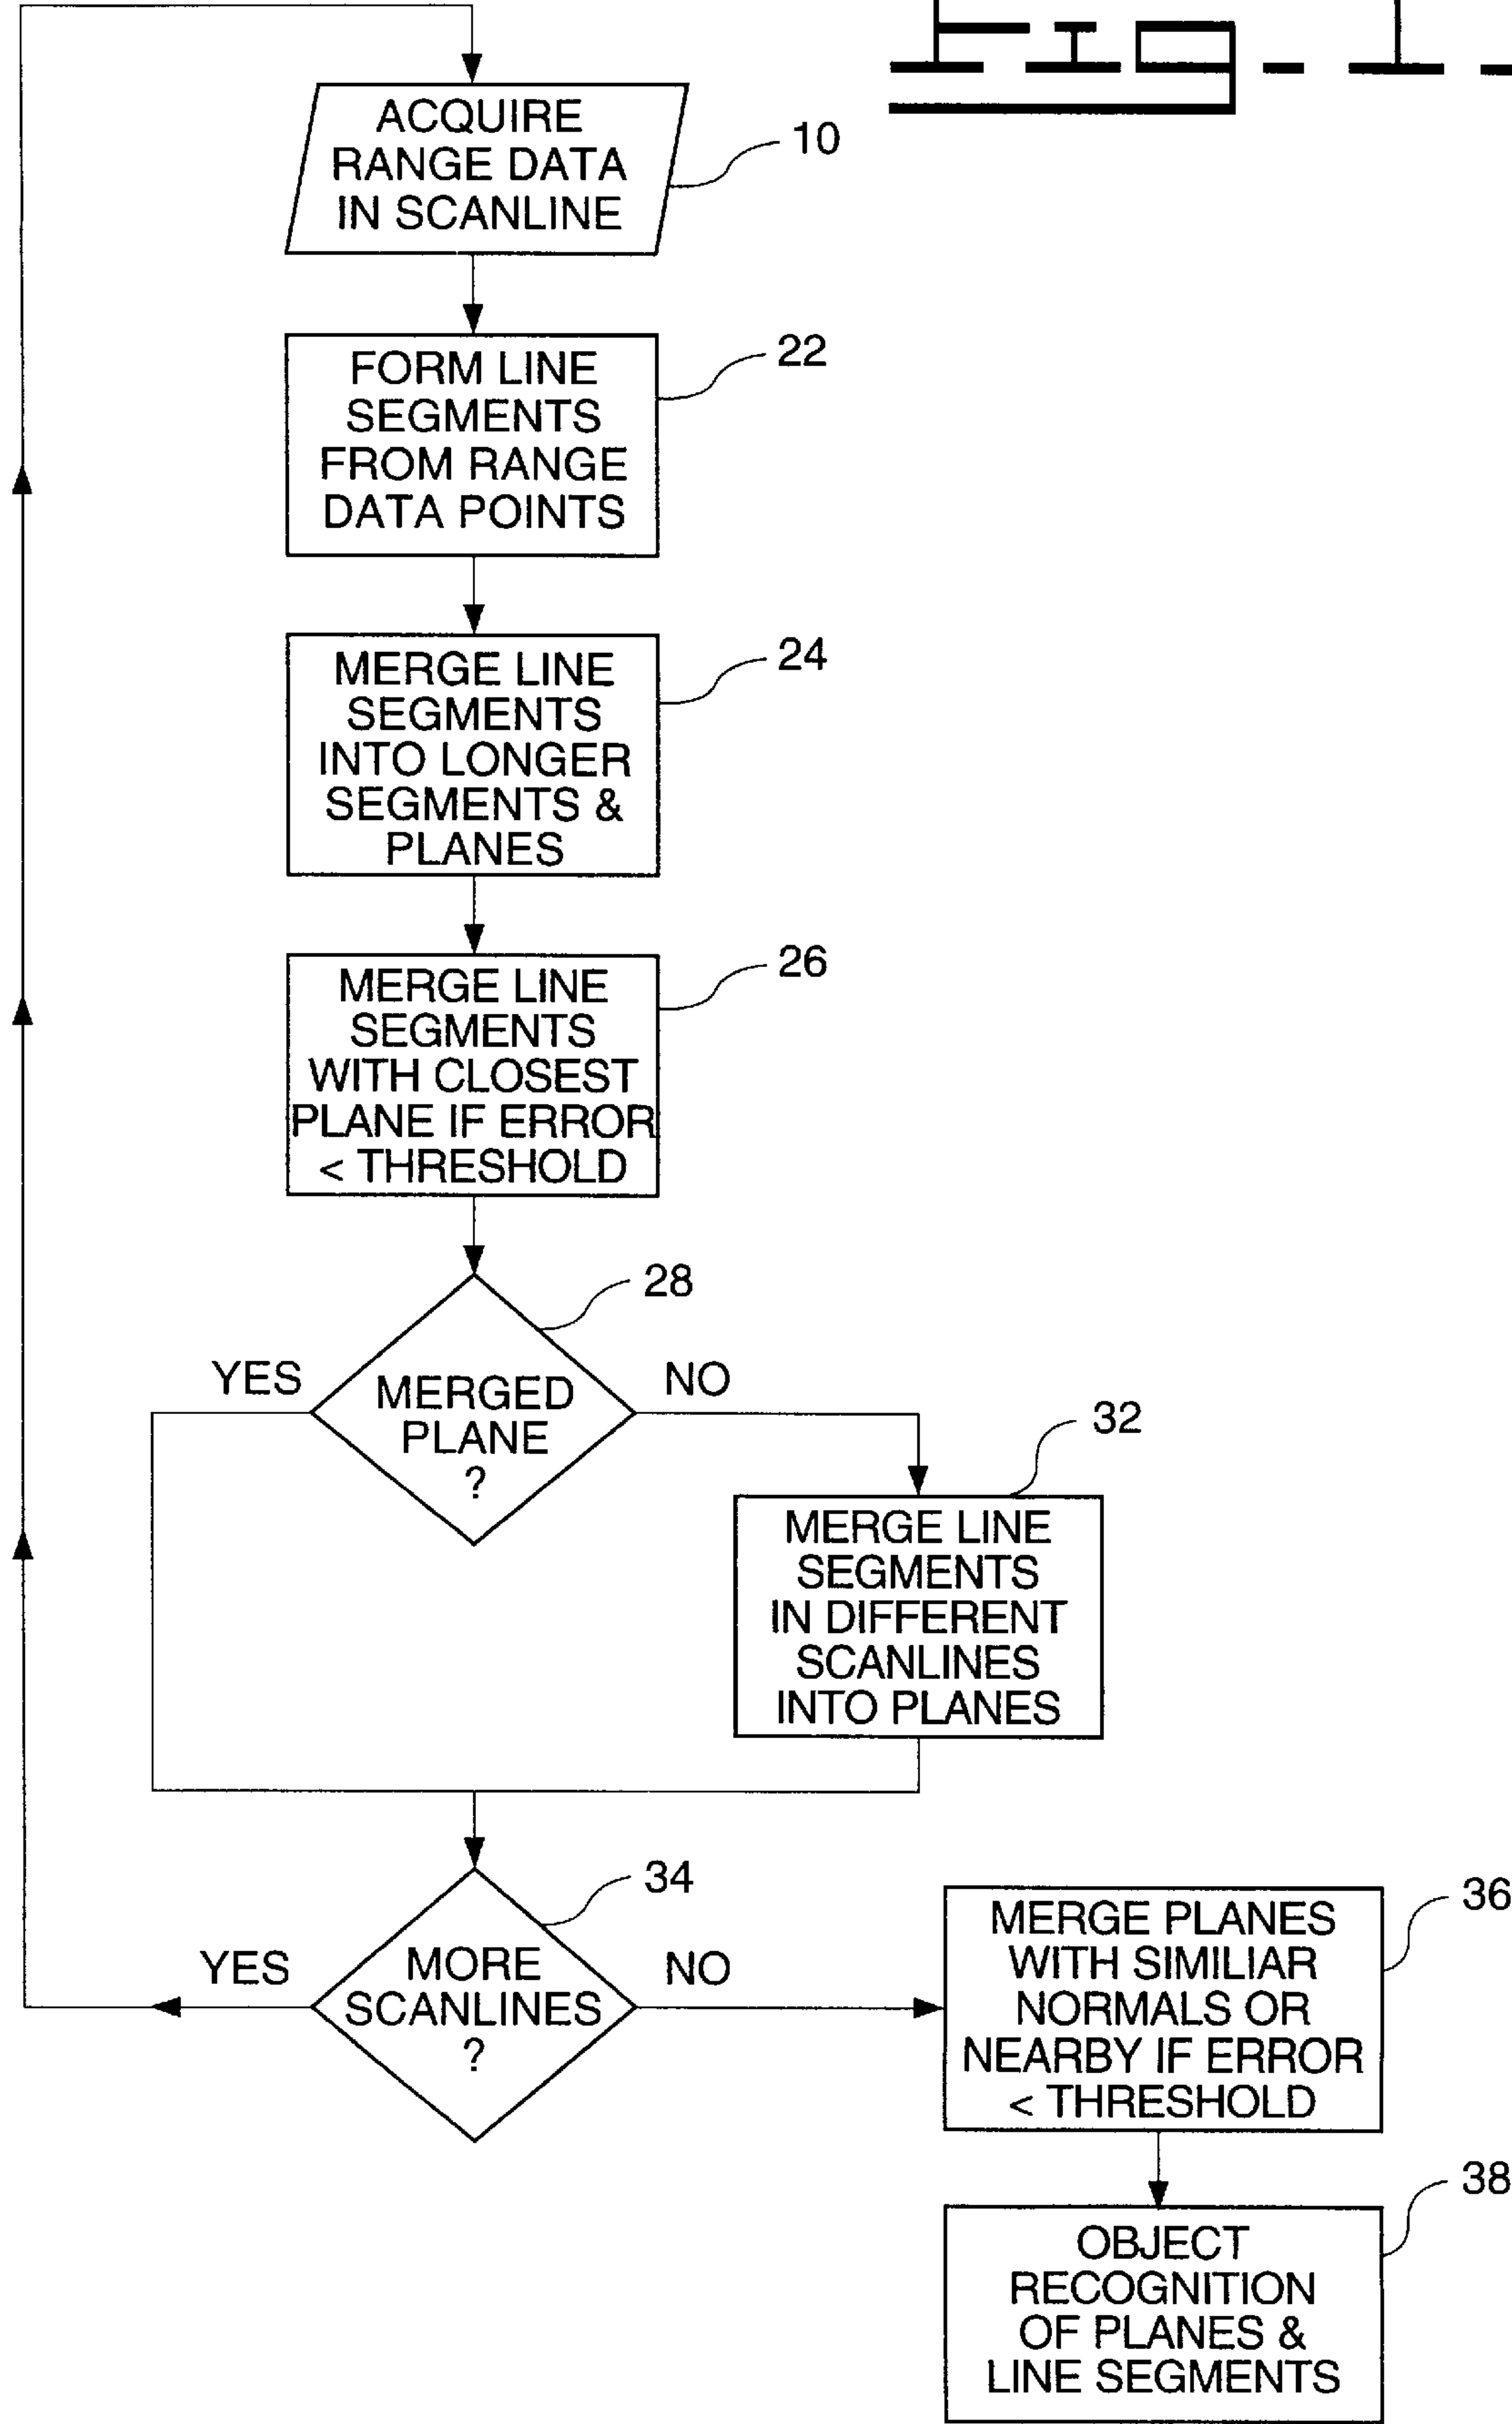 ACQUIRE
RANGE DATA
IN SCANLINE
10
FORM LINE
SEGMENTS
FROM RANGE
DATA POINTS
22
MERGE LINE
SEGMENTS
INTO LONGER
SEGMENTS &
PLANES
24
MERGE LINE
SEGMENTS
WITH CLOSEST
PLANE IF ERROR
< THRESHOLD
26
28
YES
MERGED
PLANE
?
NO
32
MERGE LINE
SEGMENTS
IN DIFFERENT
SCANLINES
INTO PLANES
34
YES
MORE
SCANLINES
?
NO
36
MERGE PLANES
WITH SIMILIAR
NORMALS OR
NEARBY IF ERROR
< THRESHOLD
38
OBJECT
RECOGNITION
OF PLANES &
LINE SEGMENTS